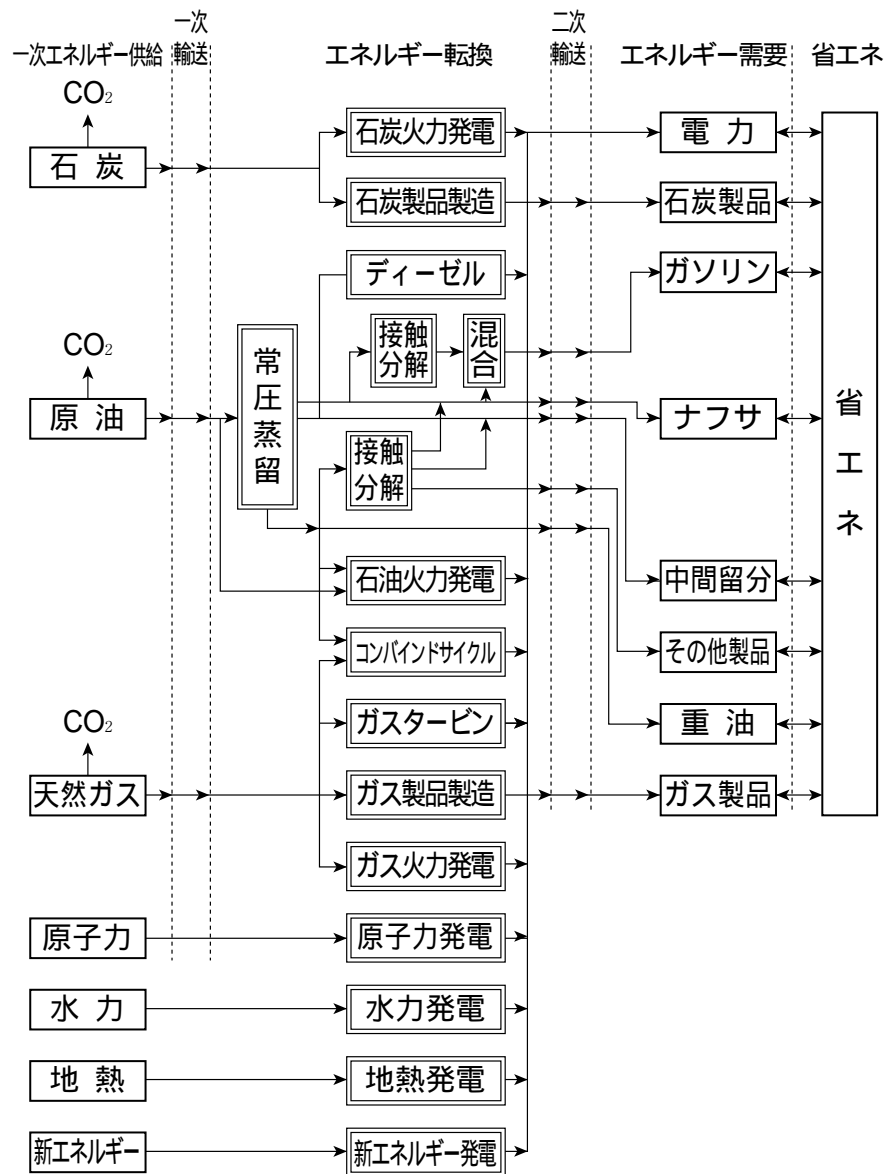 一次
輸送
二次
輸送
一次エネルギー供給
エネルギー転換
エネルギー需要
省エネ
CO₂
石炭
石炭火力発電
電力
石炭製品製造
石炭製品
ディーゼル
ガソリン
CO₂
原油
常圧蒸留
接触
分解
混合
ナフサ
省エネ
接触
分解
石油火力発電
中間留分
コンバインドサイクル
その他製品
ガスタービン
重油
CO₂
天然ガス
ガス製品製造
ガス製品
ガス火力発電
原子力
原子力発電
水力
水力発電
地熱
地熱発電
新エネルギー
新エネルギー発電